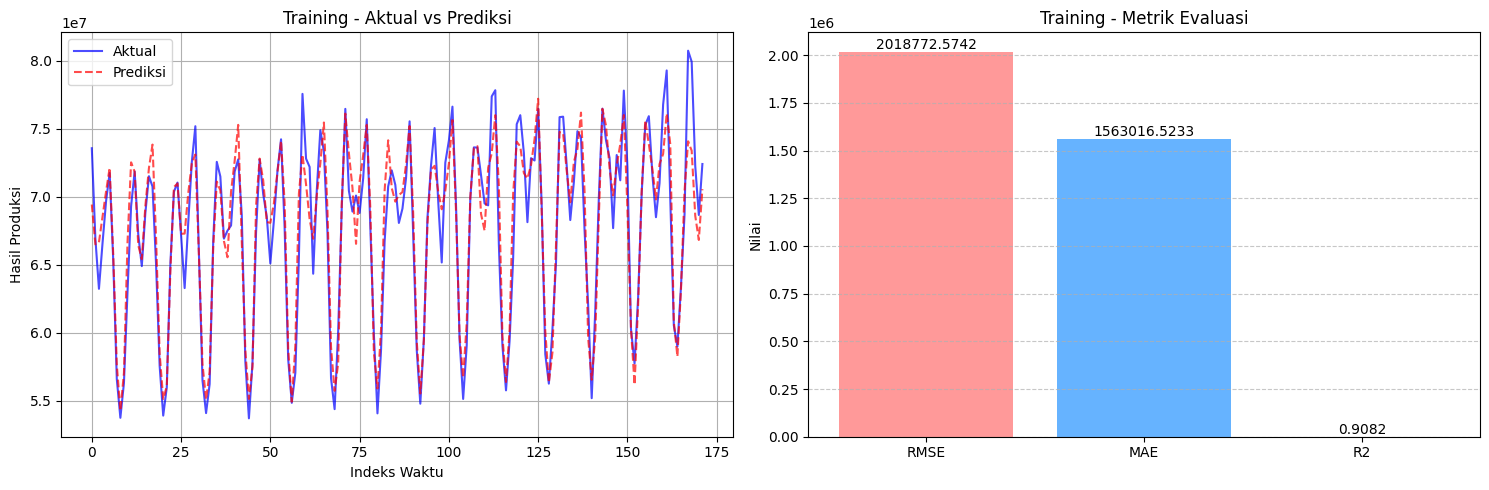 Training - Aktual vs Prediksi
1e7
Aktual
Prediksi
8.0
7.5
7.0
6.5
6.0
5.5
Hasil Produksi
0
25
50
75
100
125
150
175
Indeks Waktu
Training - Metrik Evaluasi
1e6
2.00
1.75
1.50
1.25
1.00
0.75
0.50
0.25
0.00
Nilai
2018772.5742
1563016.5233
0.9082
RMSE
MAE
R2